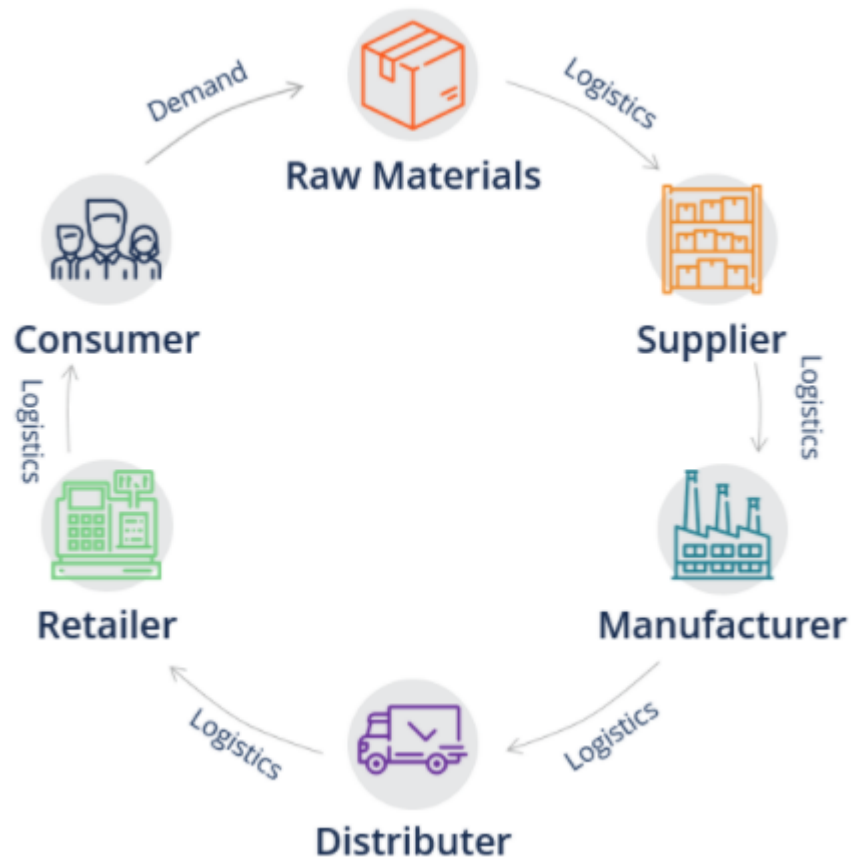 Demand
Logistics
Raw Materials
Consumer
Supplier
Logistics
Logistics
Retailer
Manufacturer
Logistics
Logistics
Distributer